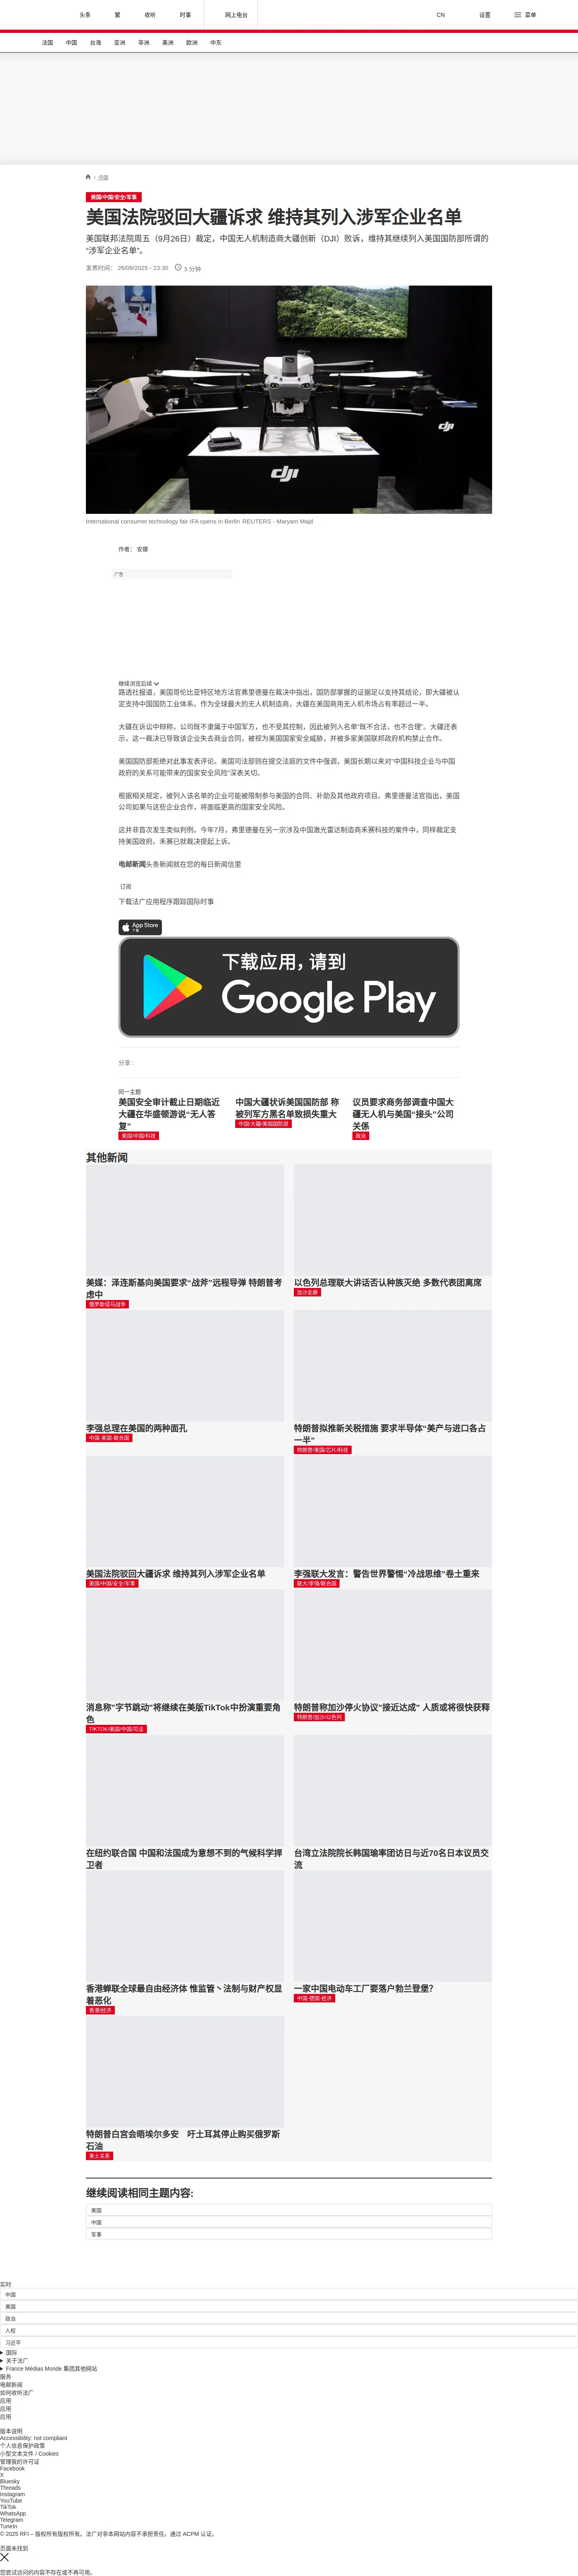 头条
繁
收听
时事
网上电台
CN
设置
菜单
法国
中国
台海
亚洲
非洲
美洲
欧洲
中东
/ 中国
美国/中国/安全/军事
美国法院驳回大疆诉求 维持其列入涉军企业名单
美国联邦法院周五（9月26日）裁定，中国无人机制造商大疆创新（DJI）败诉，维持其继续列入美国国防部所谓的
“涉军企业名单”。
发表时间： 26/09/2025 - 23:30
3 分钟
dji
dji
International consumer technology fair IFA opens in Berlin REUTERS - Maryam Majd
作者： 安娜
广告
继续浏览后续
路透社报道，美国哥伦比亚特区地方法官弗里德曼在裁决中指出，国防部掌握的证据足以支持其结论，即大疆被认
定支持中国国防工业体系。作为全球最大的无人机制造商，大疆在美国商用无人机市场占有率超过一半。
大疆在诉讼中辩称，公司既不隶属于中国军方，也不受其控制，因此被列入名单“既不合法，也不合理”。大疆还表
示，这一裁决已导致该企业失去商业合同，被视为美国国家安全威胁，并被多家美国联邦政府机构禁止合作。
美国国防部拒绝对此事发表评论。美国司法部则在提交法庭的文件中强调，美国长期以来对“中国科技企业与中国
政府的关系可能带来的国家安全风险”深表关切。
根据相关规定，被列入该名单的企业可能被限制参与美国的合同、补助及其他政府项目。弗里德曼法官指出，美国
公司如果与这些企业合作，将面临更高的国家安全风险。
这并非首次发生类似判例。今年7月，弗里德曼在另一宗涉及中国激光雷达制造商禾赛科技的案件中，同样裁定支
持美国政府。禾赛已就裁决提起上诉。
电邮新闻头条新闻就在您的每日新闻信里
订阅
下载法广应用程序跟踪国际时事
App Store
下载应用，请到
Google Play
分享 :
同一主题
美国安全审计截止日期临近
大疆在华盛顿游说“无人答
复”
美国/中国/科技
中国大疆状诉美国国防部 称
被列军方黑名单致损失重大
中国/大疆/美国国防部
议员要求商务部调查中国大
疆无人机与美国“接头”公司
关係
政治
其他新闻
美媒：泽连斯基向美国要求“战斧”远程导弹 特朗普考
虑中
俄罗斯侵乌战争
以色列总理联大讲话否认种族灭绝 多数代表团离席
加沙走廊
李强总理在美国的两种面孔
中国-美国-联合国
特朗普拟推新关税措施 要求半导体“美产与进口各占
一半”
特朗普/美国/芯片/科技
美国法院驳回大疆诉求 维持其列入涉军企业名单
美国/中国/安全/军事
李强联大发言：警告世界警惕“冷战思维”卷土重来
联大/李强/联合国
消息称“字节跳动”将继续在美版TikTok中扮演重要角
色
TIKTOK/美国/中国/司法
特朗普称加沙停火协议"接近达成" 人质或将很快获释
特朗普/加沙/以色列
在纽约联合国 中国和法国成为意想不到的气候科学捍
卫者
台湾立法院院长韩国瑜率团访日与近70名日本议员交
流
香港蝉联全球最自由经济体 惟监管丶法制与财产权显
着恶化
香港/经济
一家中国电动车工厂要落户勃兰登堡？
中国-德国-经济
特朗普白宫会晤埃尔多安　吁土耳其停止购买俄罗斯
石油
美土关系
继续阅读相同主题内容:
美国
中国
军事
实时
中国
美国
政治
人权
习近平
国际
关于法广
France Médias Monde 集团其他网站
服务
电邮新闻
如何收听法广
应用
应用
应用
版本说明
Accessibility: not compliant
个人信息保护政策
小型文本文件 / Cookies
管理我的许可证
Facebook
X
Bluesky
Threads
Instagram
YouTube
TikTok
WhatsApp
Telegram
TuneIn
© 2025 RFI – 版权所有版权所有。法广对非本网站内容不承担责任。通过 ACPM 认证。
页面未找到
您尝试访问的内容不存在或不再可用。